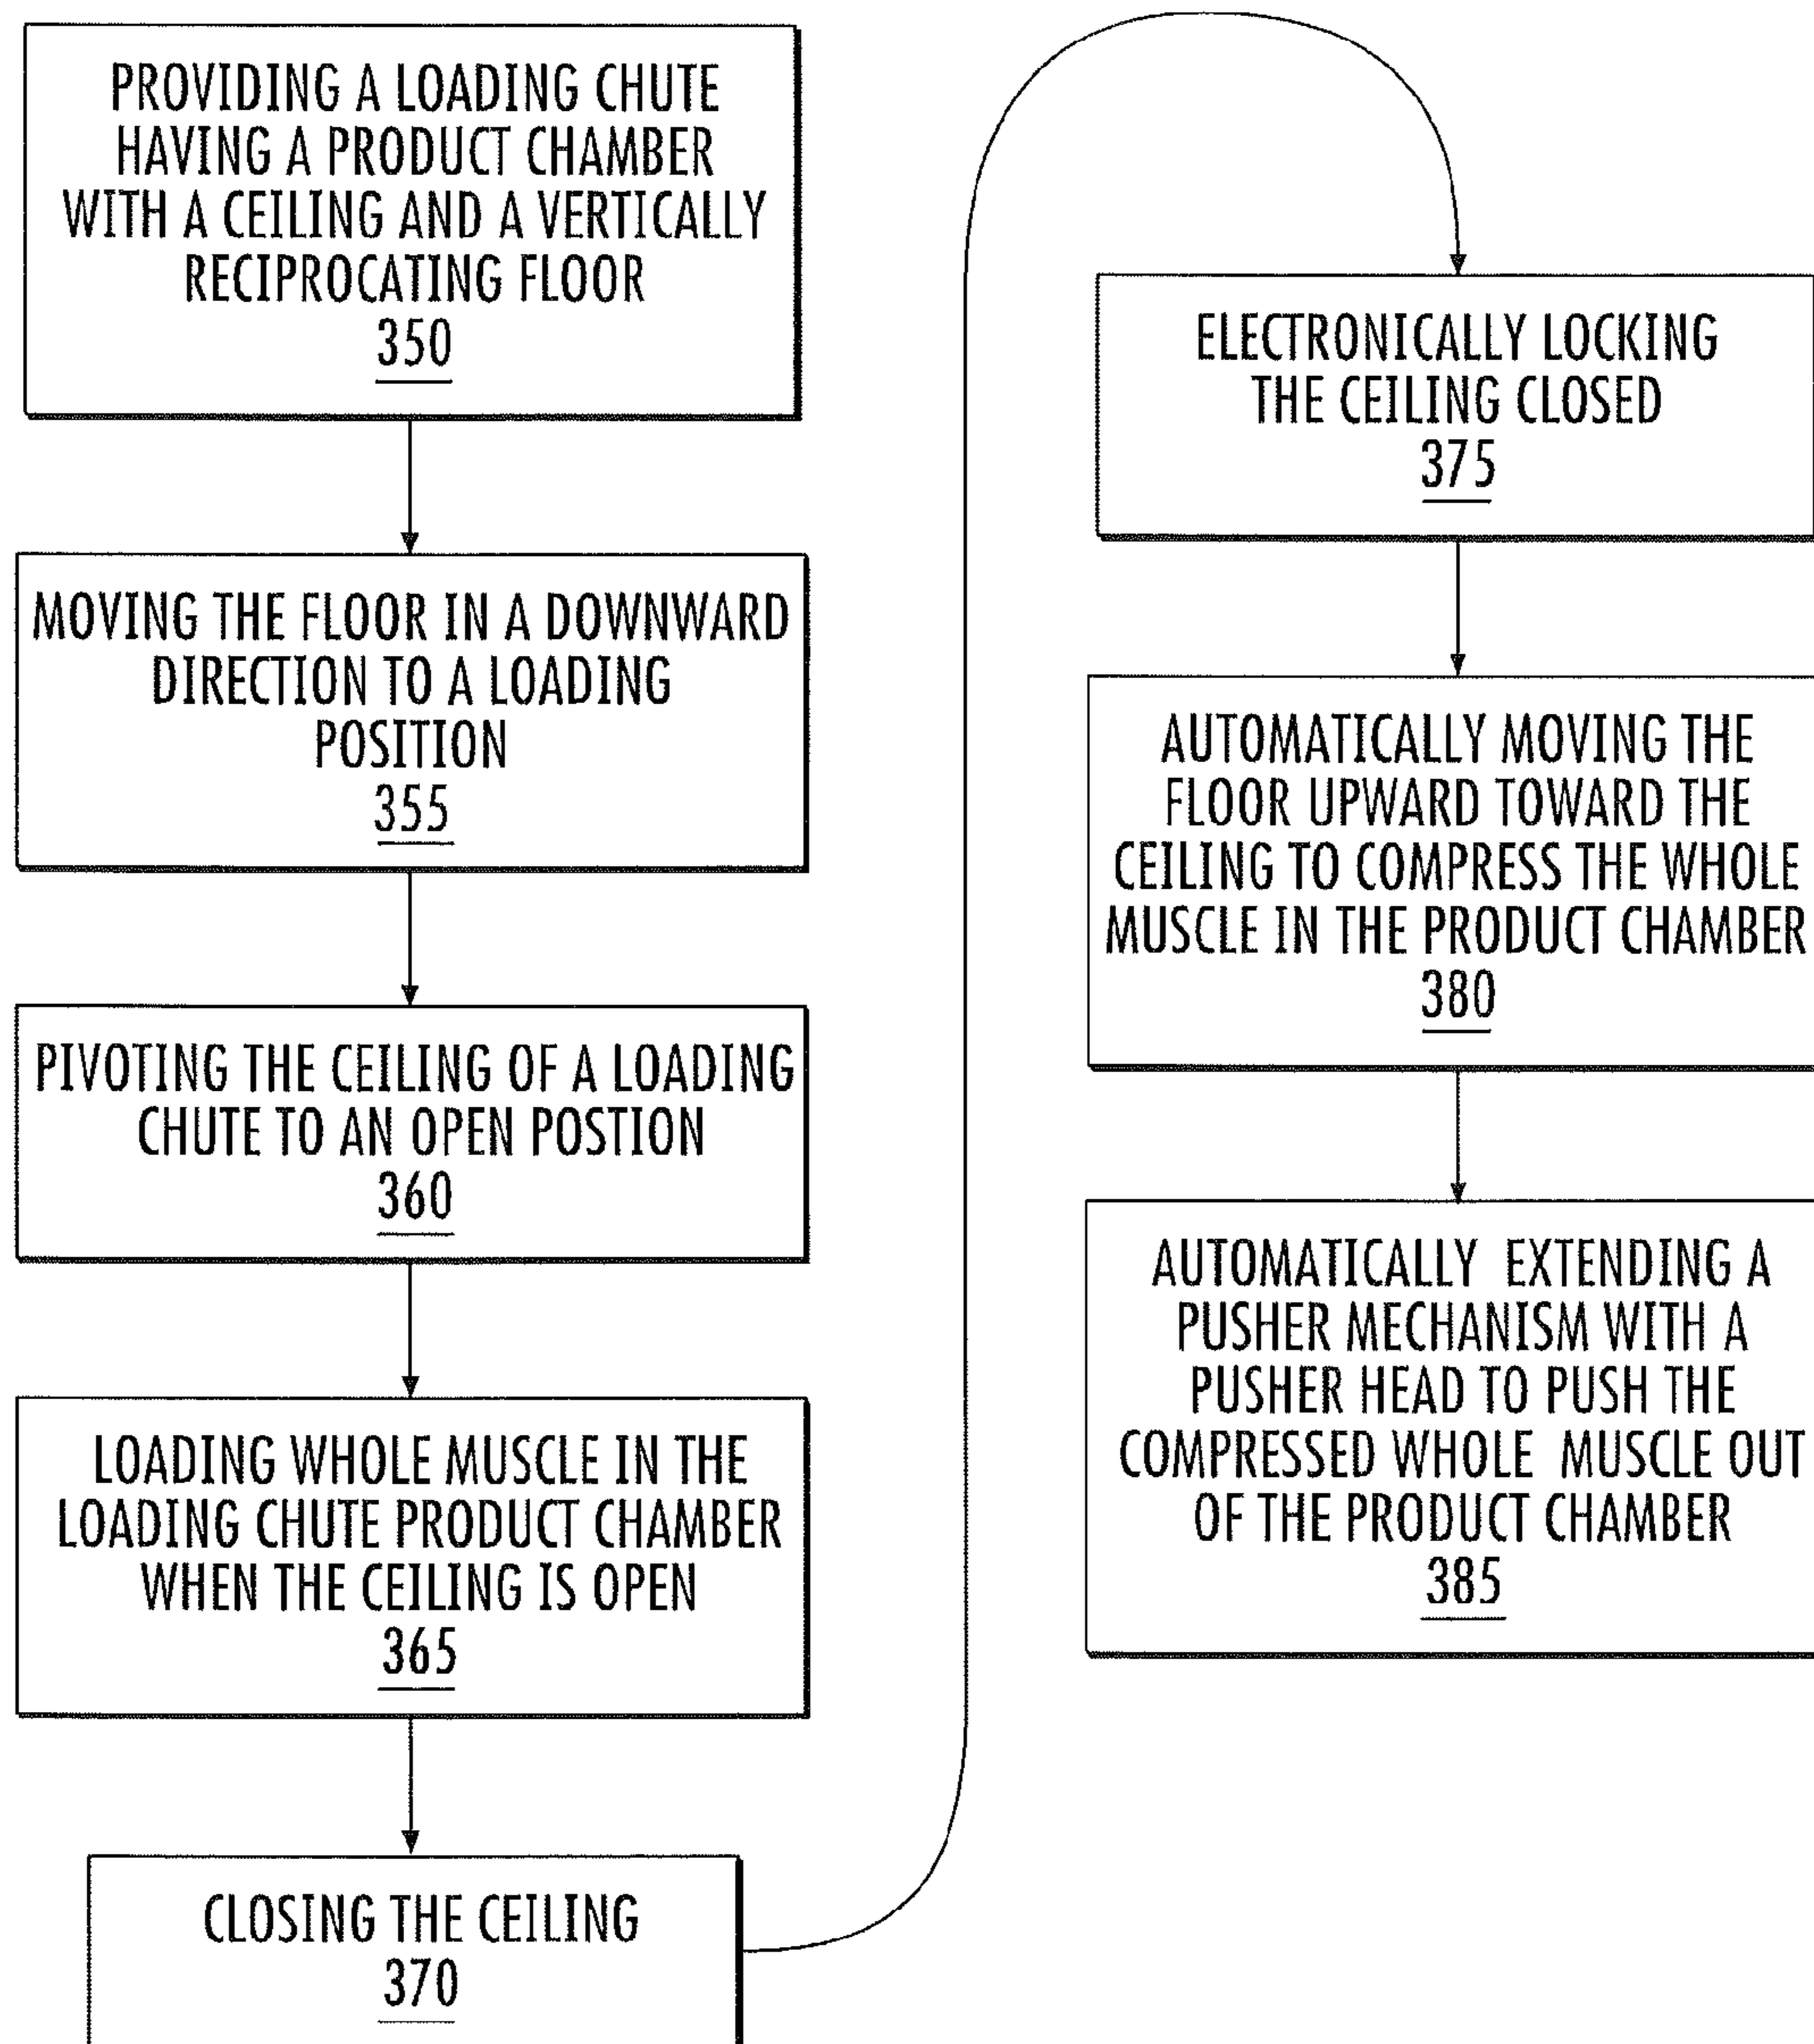 PROVIDING A LOADING CHUTE
HAVING A PRODUCT CHAMBER
WITH A CEILING AND A VERTICALLY
RECIPROCATING FLOOR
350
MOVING THE FLOOR IN A DOWNWARD
DIRECTION TO A LOADING
POSITION
355
PIVOTING THE CEILING OF A LOADING
CHUTE TO AN OPEN POSTION
360
LOADING WHOLE MUSCLE IN THE
LOADING CHUTE PRODUCT CHAMBER
WHEN THE CEILING IS OPEN
365
CLOSING THE CEILING
370
ELECTRONICALLY LOCKING
THE CEILING CLOSED
375
AUTOMATICALLY MOVING THE
FLOOR UPWARD TOWARD THE
CEILING TO COMPRESS THE WHOLE
MUSCLE IN THE PRODUCT CHAMBER
380
AUTOMATICALLY EXTENDING A
PUSHER MECHANISM WITH A
PUSHER HEAD TO PUSH THE
COMPRESSED WHOLE MUSCLE OUT
OF THE PRODUCT CHAMBER
385